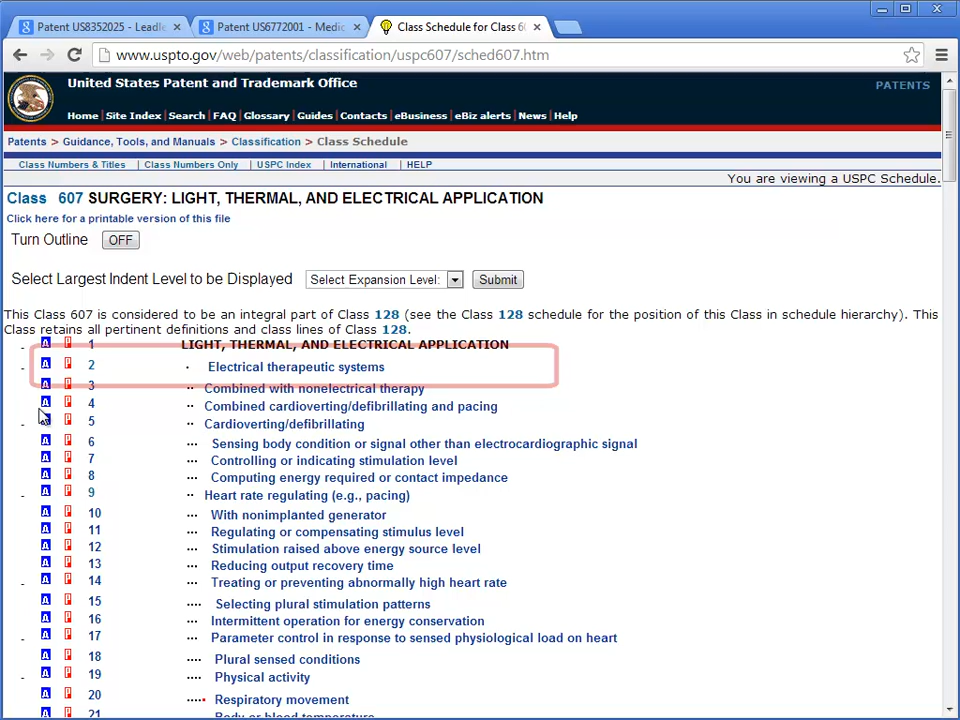 Patent US8352025 - Leadle
Patent US6772001 - Medic
Class Schedule for Class 60
www.uspto.gov/web/patents/classification/uspc607/sched607.htm
United States Patent and Trademark Office
PATENTS
Home | Site Index | Search | FAQ | Glossary | Guides | Contacts | eBusiness | eBiz alerts | News | Help
Patents > Guidance, Tools, and Manuals > Classification > Class Schedule
Class Numbers & Titles | Class Numbers Only | USPC Index | International | HELP
You are viewing a USPC Schedule.
Class 607 SURGERY: LIGHT, THERMAL, AND ELECTRICAL APPLICATION
Click here for a printable version of this file
Turn Outline OFF
Select Largest Indent Level to be Displayed Select Expansion Level: Submit
This Class 607 is considered to be an integral part of Class 128 (see the Class 128 schedule for the position of this Class in schedule hierarchy). This
Class retains all pertinent definitions and class lines of Class 128.
- A P 1 LIGHT, THERMAL, AND ELECTRICAL APPLICATION
- A P 2 . Electrical therapeutic systems
A P 3 .. Combined with nonelectrical therapy
A P 4 .. Combined cardioverting/defibrillating and pacing
- A P 5 .. Cardioverting/defibrillating
A P 6 ... Sensing body condition or signal other than electrocardiographic signal
A P 7 ... Controlling or indicating stimulation level
A P 8 ... Computing energy required or contact impedance
- A P 9 .. Heart rate regulating (e.g., pacing)
A P 10 ... With nonimplanted generator
A P 11 ... Regulating or compensating stimulus level
A P 12 ... Stimulation raised above energy source level
A P 13 ... Reducing output recovery time
- A P 14 ... Treating or preventing abnormally high heart rate
A P 15 .... Selecting plural stimulation patterns
A P 16 ... Intermittent operation for energy conservation
- A P 17 ... Parameter control in response to sensed physiological load on heart
A P 18 .... Plural sensed conditions
- A P 19 .... Physical activity
A P 20 ..... Respiratory movement
A P 21 .... Body or blood temperature